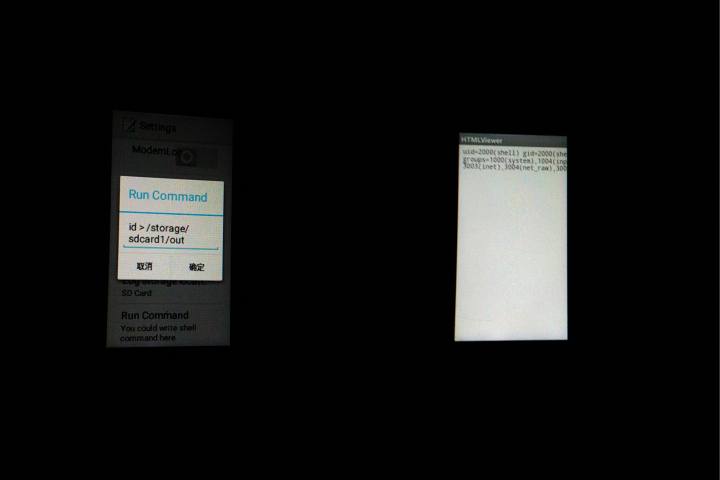 Settings
ModemLo
Run Command
id > /storage/
sdcard1/out
取消
确定
SD Card
Run Command
You could write shell
command here
HTMLViewer
uid=2000(shell) gid=2000(she
groups=1000(system),1004(inp
3003(inet),3004(net_raw),300